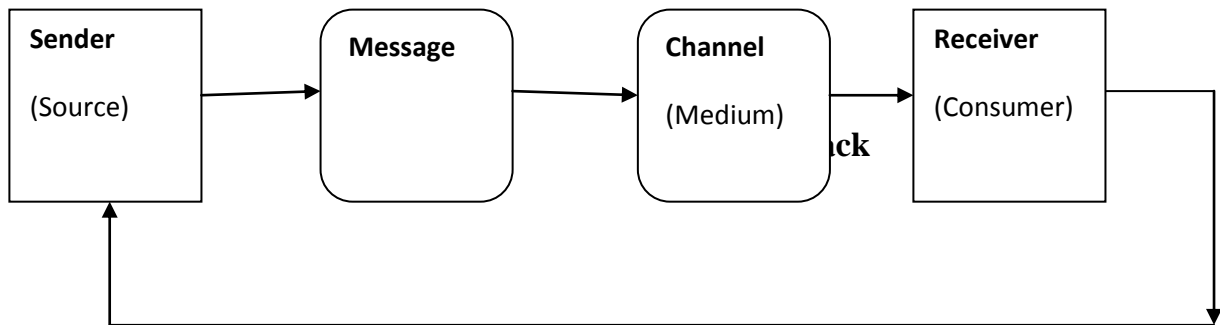 Sender
(Source)
Message
Channel
(Medium)
Receiver
(Consumer)